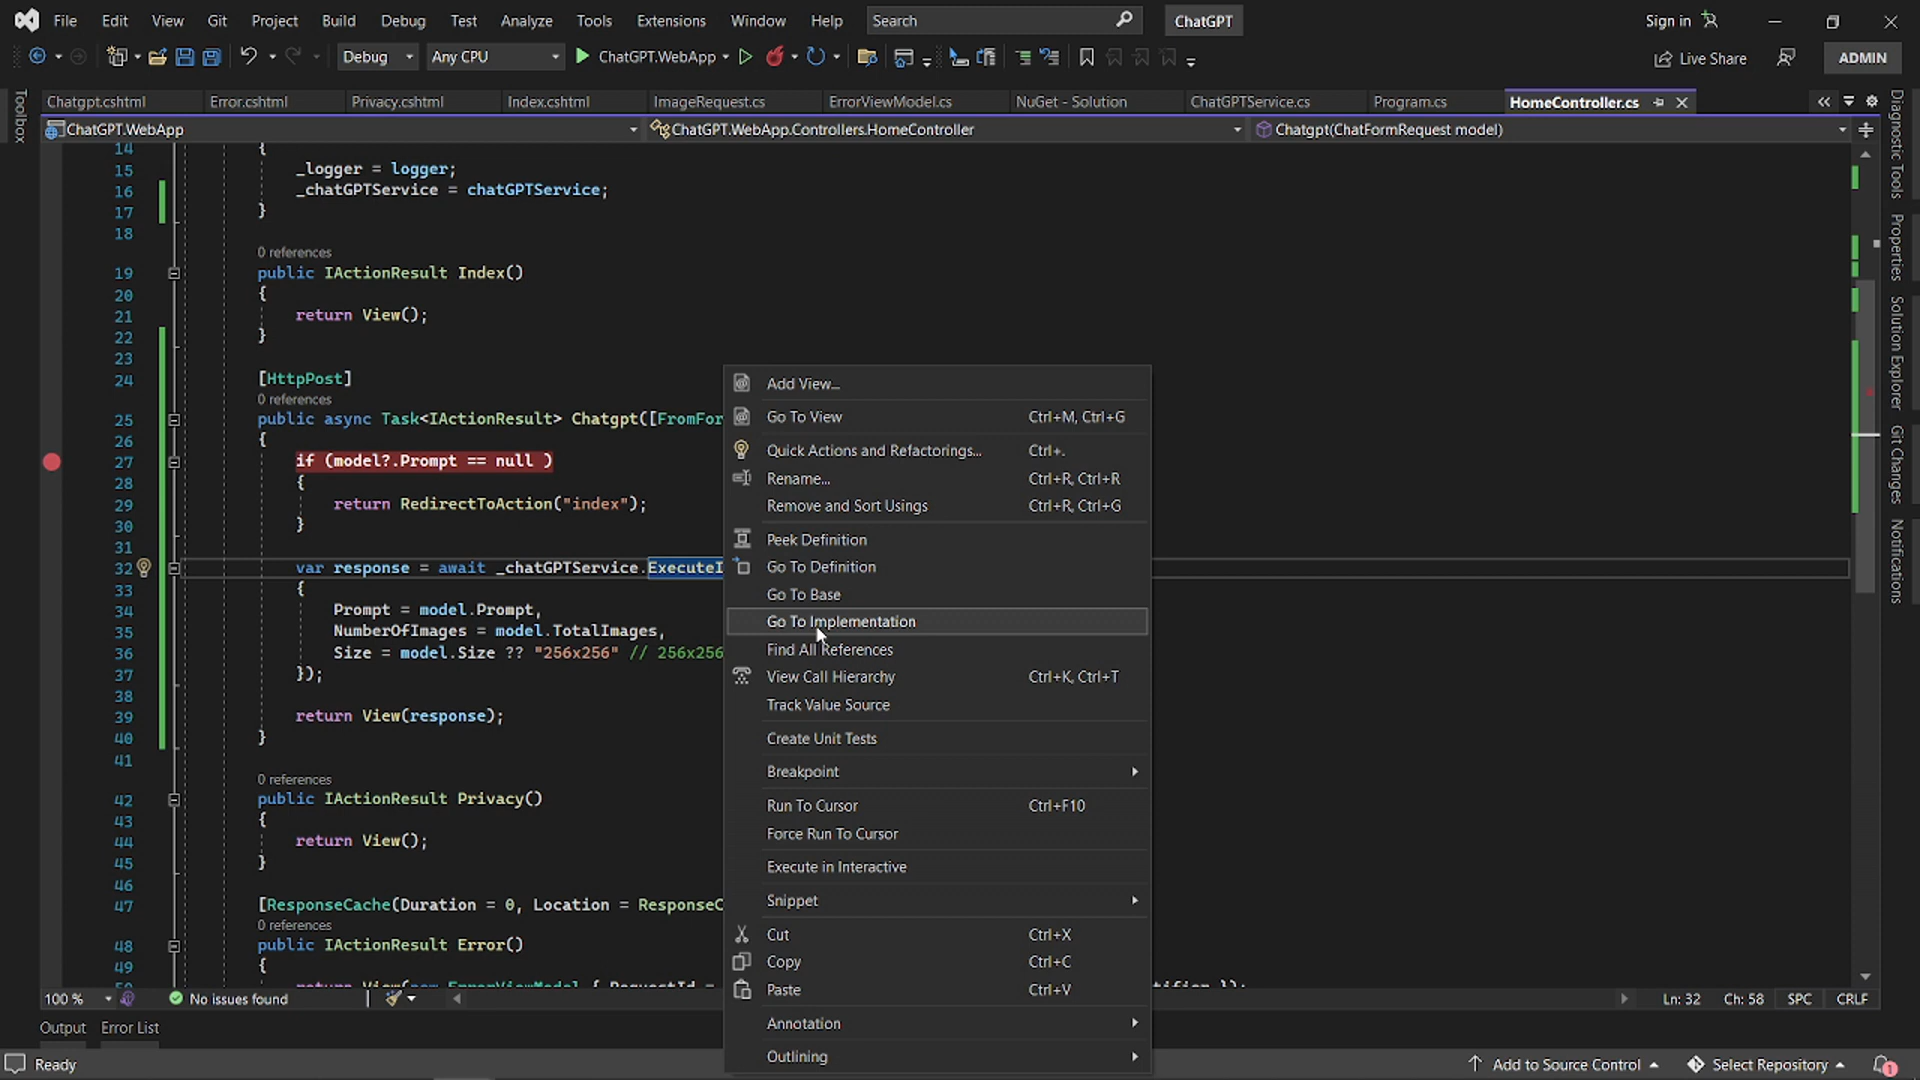 File Edit View Git Project Build Debug Test Analyze Tools Extensions Window Help Search ChatGPT Sign in
Debug Any CPU ChatGPT.WebApp Live Share ADMIN
Chatgpt.cshtml Error.cshtml Privacy.cshtml Index.cshtml ImageRequest.cs ErrorViewModel.cs NuGet - Solution ChatGPTService.cs Program.cs HomeController.cs
ChatGPT.WebApp ChatGPT.WebApp.Controllers.HomeController Chatgpt(ChatFormRequest model)
Toolbox
Diagnostic Tools
Properties
Solution Explorer
Git Changes
Notifications
14 {
15 _logger = logger;
16 _chatGPTService = chatGPTService;
17 }
18
0 references
19 public IActionResult Index()
20 {
21 return View();
22 }
23
24 [HttpPost]
0 references
25 public async Task<IActionResult> Chatgpt([FromFor
26 {
27 if (model?.Prompt == null )
28 {
29 return RedirectToAction("index");
30 }
31
32 var response = await _chatGPTService.ExecuteI
33 {
34 Prompt = model.Prompt,
35 NumberOfImages = model.TotalImages,
36 Size = model.Size ?? "256x256" // 256x256
37 });
38
39 return View(response);
40 }
41
0 references
42 public IActionResult Privacy()
43 {
44 return View();
45 }
46
47 [ResponseCache(Duration = 0, Location = ResponseC
0 references
48 public IActionResult Error()
49 {
Add View...
Go To View Ctrl+M, Ctrl+G
Quick Actions and Refactorings... Ctrl+.
Rename... Ctrl+R, Ctrl+R
Remove and Sort Usings Ctrl+R, Ctrl+G
Peek Definition
Go To Definition
Go To Base
Go To Implementation
Find All References
View Call Hierarchy Ctrl+K, Ctrl+T
Track Value Source
Create Unit Tests
Breakpoint
Run To Cursor Ctrl+F10
Force Run To Cursor
Execute in Interactive
Snippet
Cut Ctrl+X
Copy Ctrl+C
Paste Ctrl+V
Annotation
Outlining
100 % No issues found Ln: 32 Ch: 58 SPC CRLF
Output Error List
Ready Add to Source Control Select Repository 1